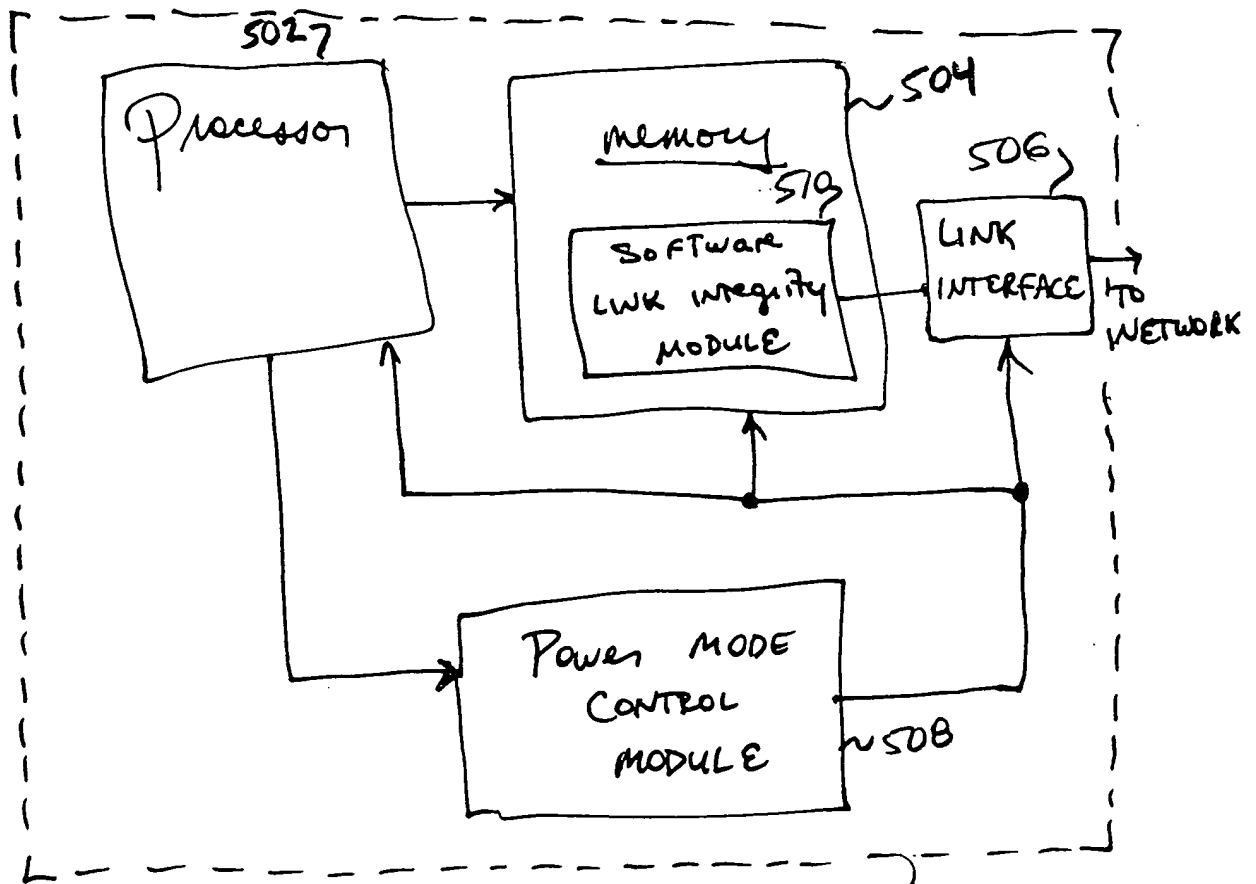 502
Processor
504
memory
510
SOFTware
LINK integrity
MODULE
506
LINK
INTERFACE
TO
NETWORK
Power MODE
CONTROL
MODULE
508